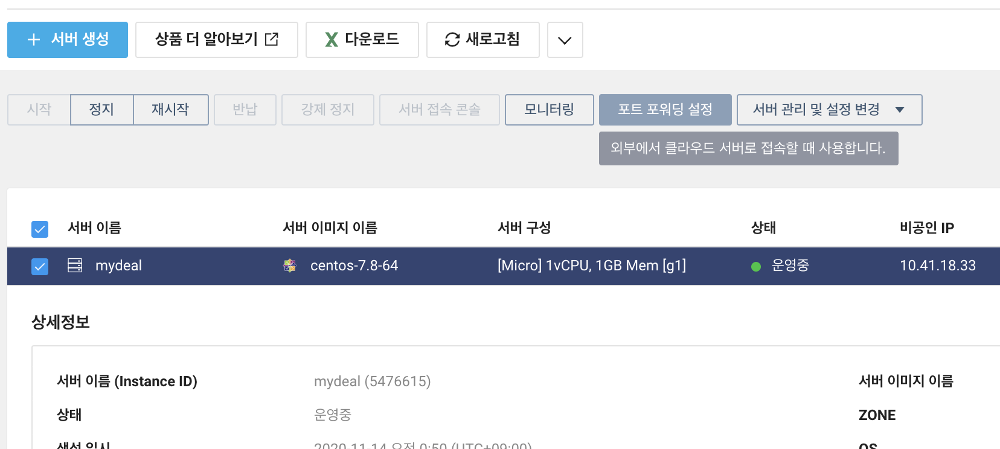 서버 생성 상품 더 알아보기 다운로드 새로고침
시작 정지 재시작 반납 강제 정지 서버 접속 콘솔 모니터링 포트 포워딩 설정 서버 관리 및 설정 변경
외부에서 클라우드 서버로 접속할 때 사용합니다.
서버 이름 서버 이미지 이름 서버 구성 상태 비공인 IP
mydeal centos-7.8-64 [Micro] 1vCPU, 1GB Mem [g1] 운영중 10.41.18.33
상세정보
서버 이름 (Instance ID) mydeal (5476615) 서버 이미지 이름
상태 운영중 ZONE
생성 일시 2020-11-14 오전 0:50 (UTC+09:00) OS